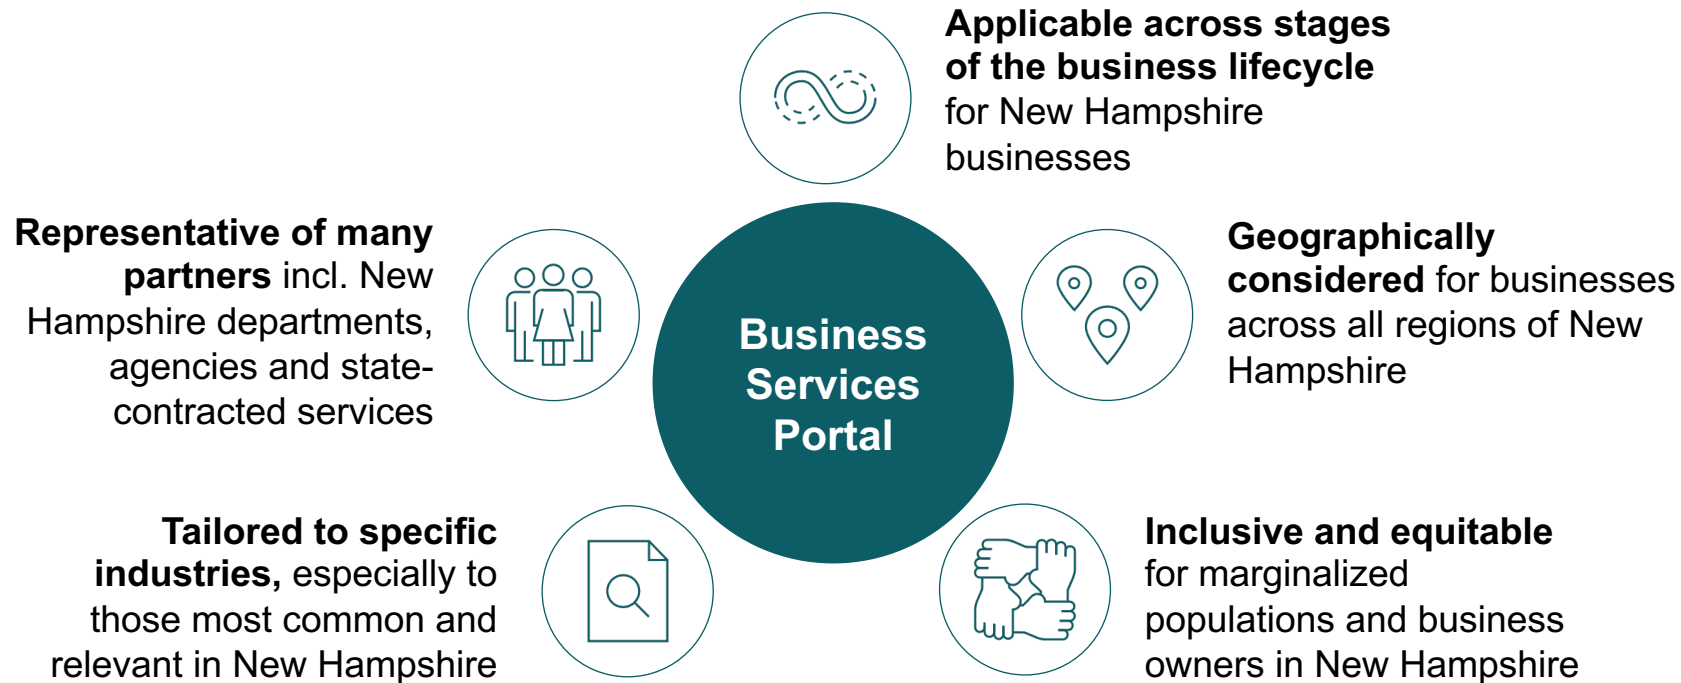 Applicable across stages
of the business lifecycle
for New Hampshire
businesses
Representative of many
partners incl. New
Hampshire departments,
agencies and state-
contracted services
Business
Services
Portal
Geographically
considered for businesses
across all regions of New
Hampshire
Tailored to specific
industries, especially to
those most common and
relevant in New Hampshire
Inclusive and equitable
for marginalized
populations and business
owners in New Hampshire